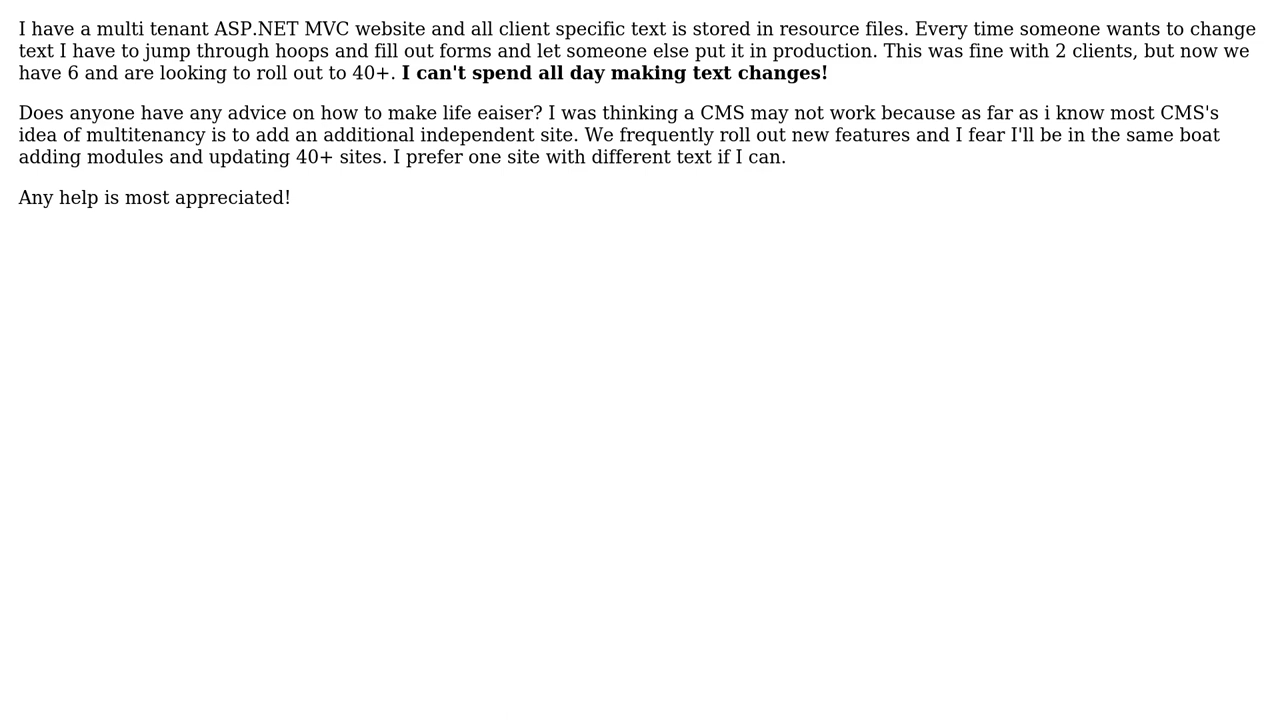 I have a multi tenant ASP.NET MVC website and all client specific text is stored in resource files. Every time someone wants to change
text I have to jump through hoops and fill out forms and let someone else put it in production. This was fine with 2 clients, but now we
have 6 and are looking to roll out to 40+. I can't spend all day making text changes!
Does anyone have any advice on how to make life eaiser? I was thinking a CMS may not work because as far as i know most CMS's
idea of multitenancy is to add an additional independent site. We frequently roll out new features and I fear I'll be in the same boat
adding modules and updating 40+ sites. I prefer one site with different text if I can.
Any help is most appreciated!